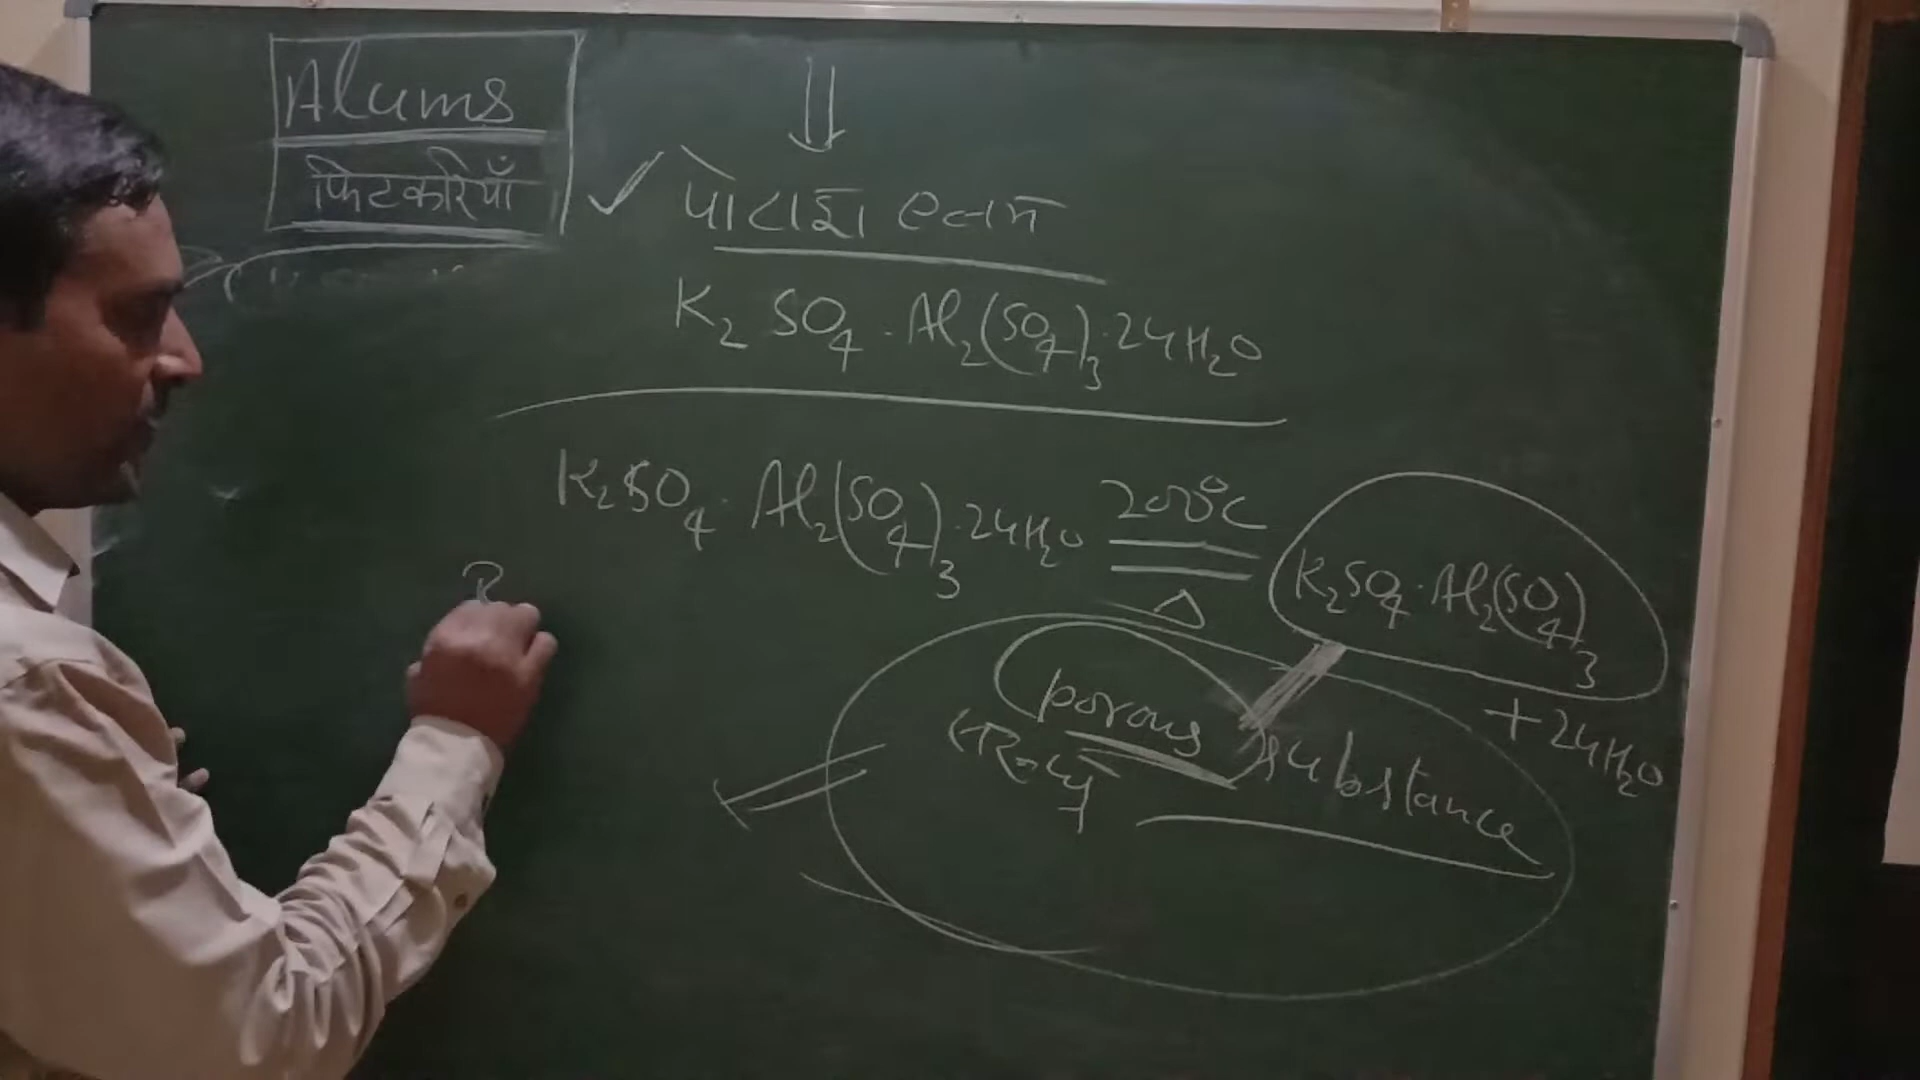 Alums
फिटकरियाँ
✓ पोटाश एलम
K₂SO₄.Al₂(SO₄)₃.24H₂O
K₂SO₄.Al₂(SO₄)₃.24H₂O 200°C
Δ
K₂SO₄.Al₂(SO₄)₃
+24H₂O
porous substance